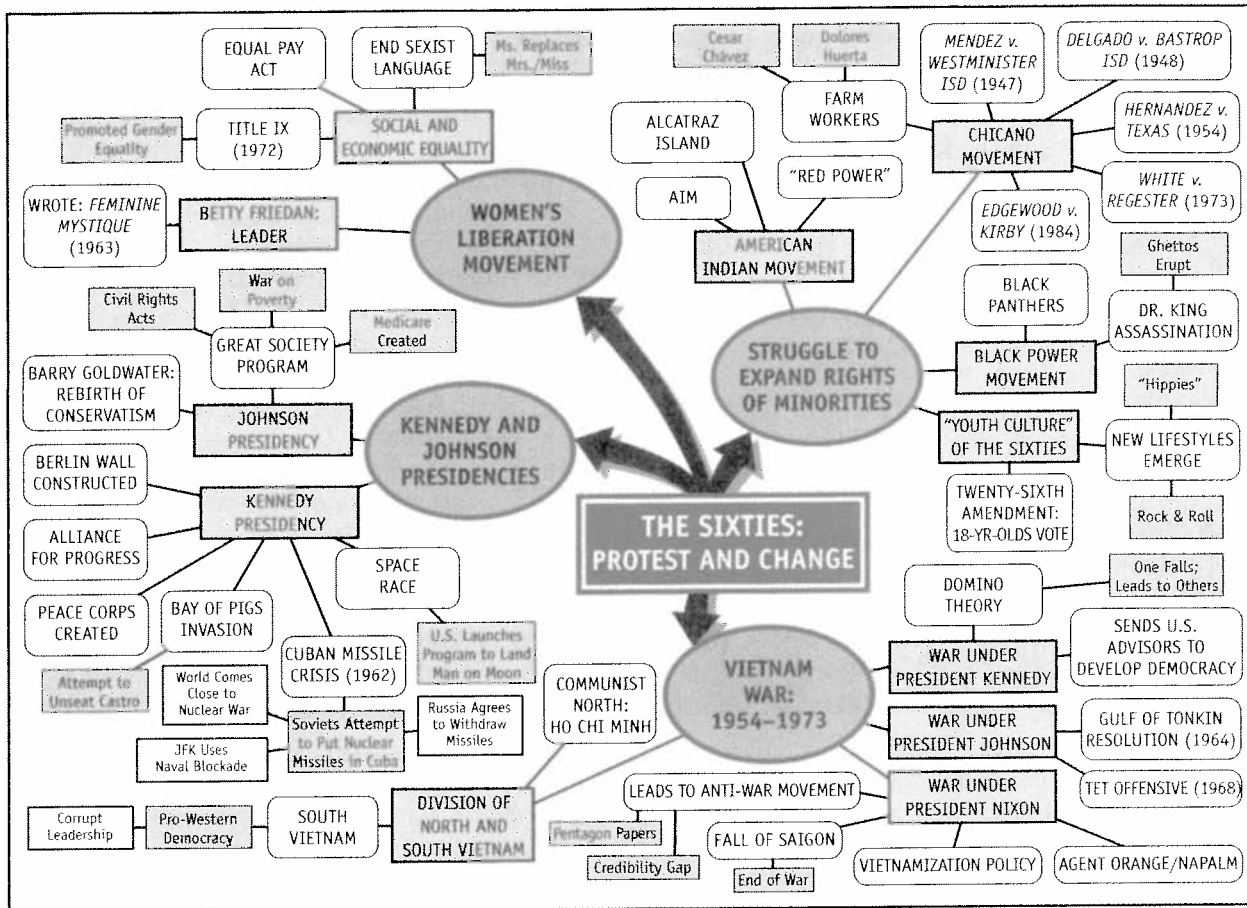 EQUAL PAY
ACT
END SEXIST
LANGUAGE
Ms. Replaces
Mrs./Miss
Promoted Gender
Equality
TITLE IX
(1972)
SOCIAL AND
ECONOMIC EQUALITY
WROTE: FEMININE
MYSTIQUE
(1963)
BETTY FRIEDAN:
LEADER
WOMEN'S
LIBERATION
MOVEMENT
Cesar
Chávez
Dolores
Huerta
FARM
WORKERS
MENDEZ v.
WESTMINISTER
ISD (1947)
DELGADO v. BASTROP
ISD (1948)
HERNANDEZ v.
TEXAS (1954)
CHICANO
MOVEMENT
WHITE v.
REGESTER (1973)
EDGEWOOD v.
KIRBY (1984)
ALCATRAZ
ISLAND
AIM
"RED POWER"
AMERICAN
INDIAN MOVEMENT
Ghettos
Erupt
BLACK
PANTHERS
DR. KING
ASSASSINATION
BLACK POWER
MOVEMENT
STRUGGLE TO
EXPAND RIGHTS
OF MINORITIES
"Hippies"
"YOUTH CULTURE"
OF THE SIXTIES
NEW LIFESTYLES
EMERGE
TWENTY-SIXTH
AMENDMENT:
18-YR-OLDS VOTE
Rock & Roll
Civil Rights
Acts
War on
Poverty
Medicare
Created
GREAT SOCIETY
PROGRAM
BARRY GOLDWATER:
REBIRTH OF
CONSERVATISM
JOHNSON
PRESIDENCY
KENNEDY AND
JOHNSON
PRESIDENCIES
BERLIN WALL
CONSTRUCTED
KENNEDY
PRESIDENCY
ALLIANCE
FOR PROGRESS
PEACE CORPS
CREATED
BAY OF PIGS
INVASION
Attempt to
Unseat Castro
SPACE
RACE
U.S. Launches
Program to Land
Man on Moon
CUBAN MISSILE
CRISIS (1962)
World Comes
Close to
Nuclear War
Soviets Attempt
to Put Nuclear
Missiles in Cuba
Russia Agrees
to Withdraw
Missiles
JFK Uses
Naval Blockade
THE SIXTIES:
PROTEST AND CHANGE
VIETNAM
WAR:
1954–1973
COMMUNIST
NORTH:
HO CHI MINH
DIVISION OF
NORTH AND
SOUTH VIETNAM
SOUTH
VIETNAM
Pro-Western
Democracy
Corrupt
Leadership
DOMINO
THEORY
One Falls;
Leads to Others
WAR UNDER
PRESIDENT KENNEDY
SENDS U.S.
ADVISORS TO
DEVELOP DEMOCRACY
WAR UNDER
PRESIDENT JOHNSON
GULF OF TONKIN
RESOLUTION (1964)
TET OFFENSIVE (1968)
WAR UNDER
PRESIDENT NIXON
LEADS TO ANTI-WAR MOVEMENT
Pentagon Papers
Credibility Gap
FALL OF SAIGON
End of War
VIETNAMIZATION POLICY
AGENT ORANGE/NAPALM